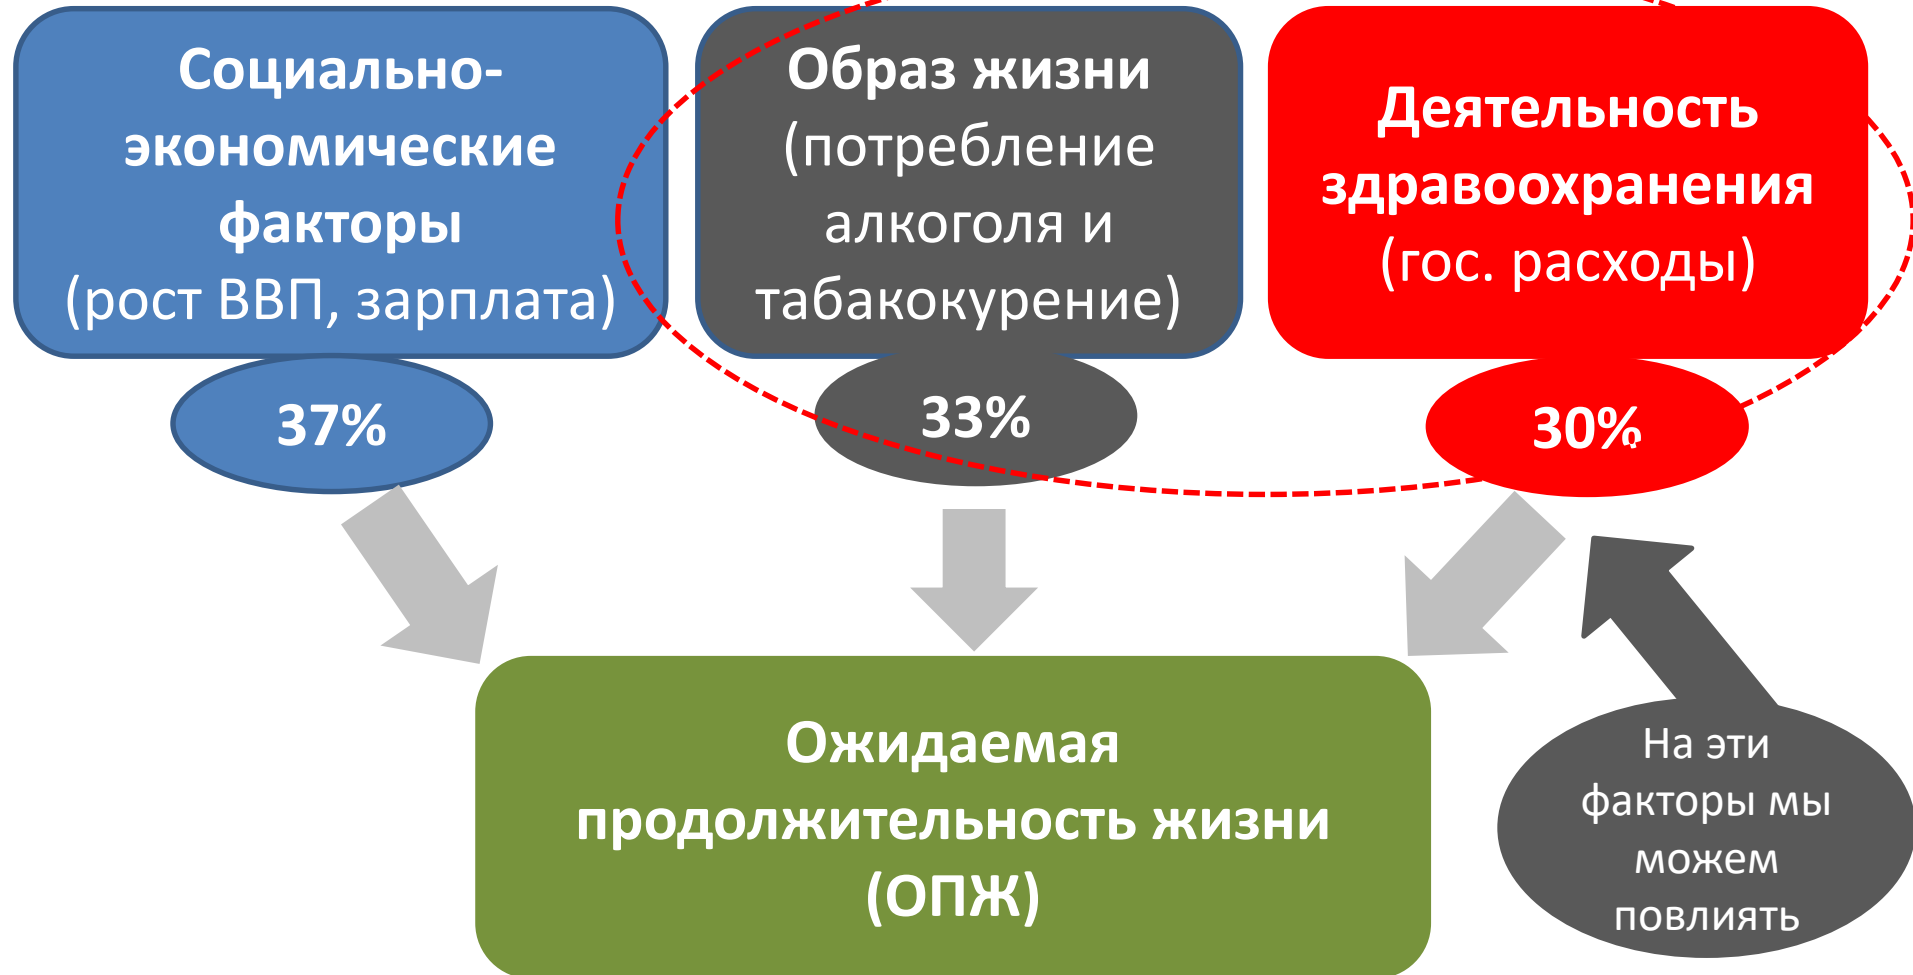 Социально-
экономические
факторы
(рост ВВП, зарплата)
37%
Образ жизни
(потребление
алкоголя и
табакокурение)
33%
Деятельность
здравоохранения
(гос. расходы)
30%
Ожидаемая
продолжительность жизни
(ОПЖ)
На эти
факторы мы
можем
повлиять